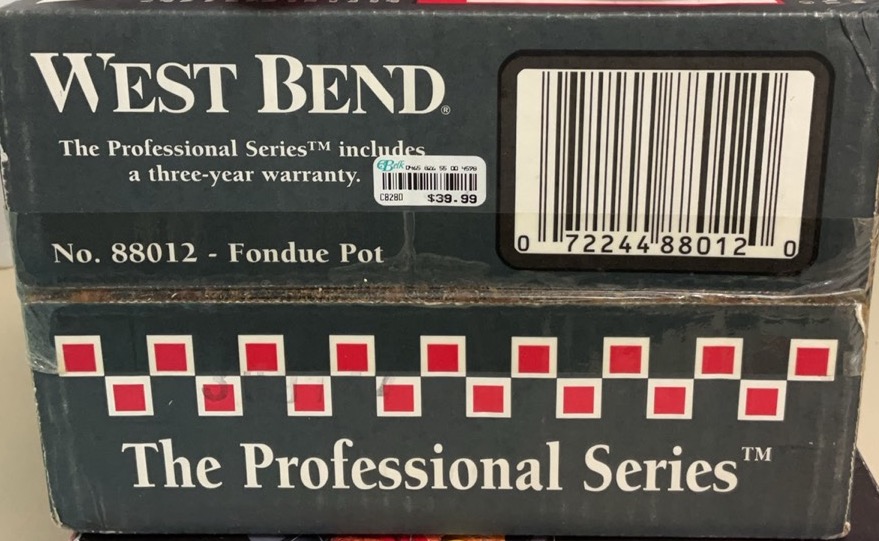 WEST BEND®
The Professional Series™ includes
a three-year warranty.
$39.99
No. 88012 - Fondue Pot
0 72244 88012 0
The Professional Series™